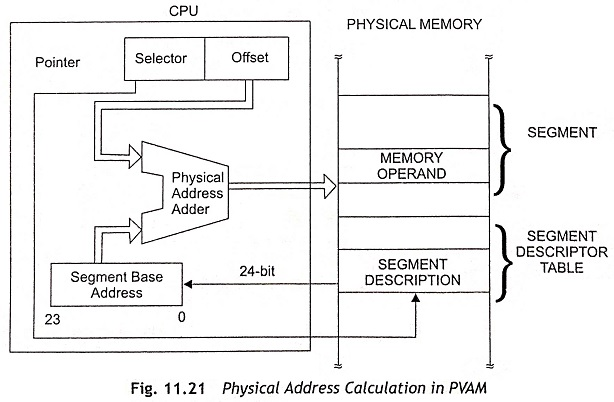 CPU
PHYSICAL MEMORY
Pointer
Selector
Offset
SEGMENT
MEMORY
OPERAND
Physical
Address
Adder
SEGMENT
DESCRIPTOR
TABLE
Segment Base
Address
24-bit
SEGMENT
DESCRIPTION
23
0
Fig. 11.21 Physical Address Calculation in PVAM